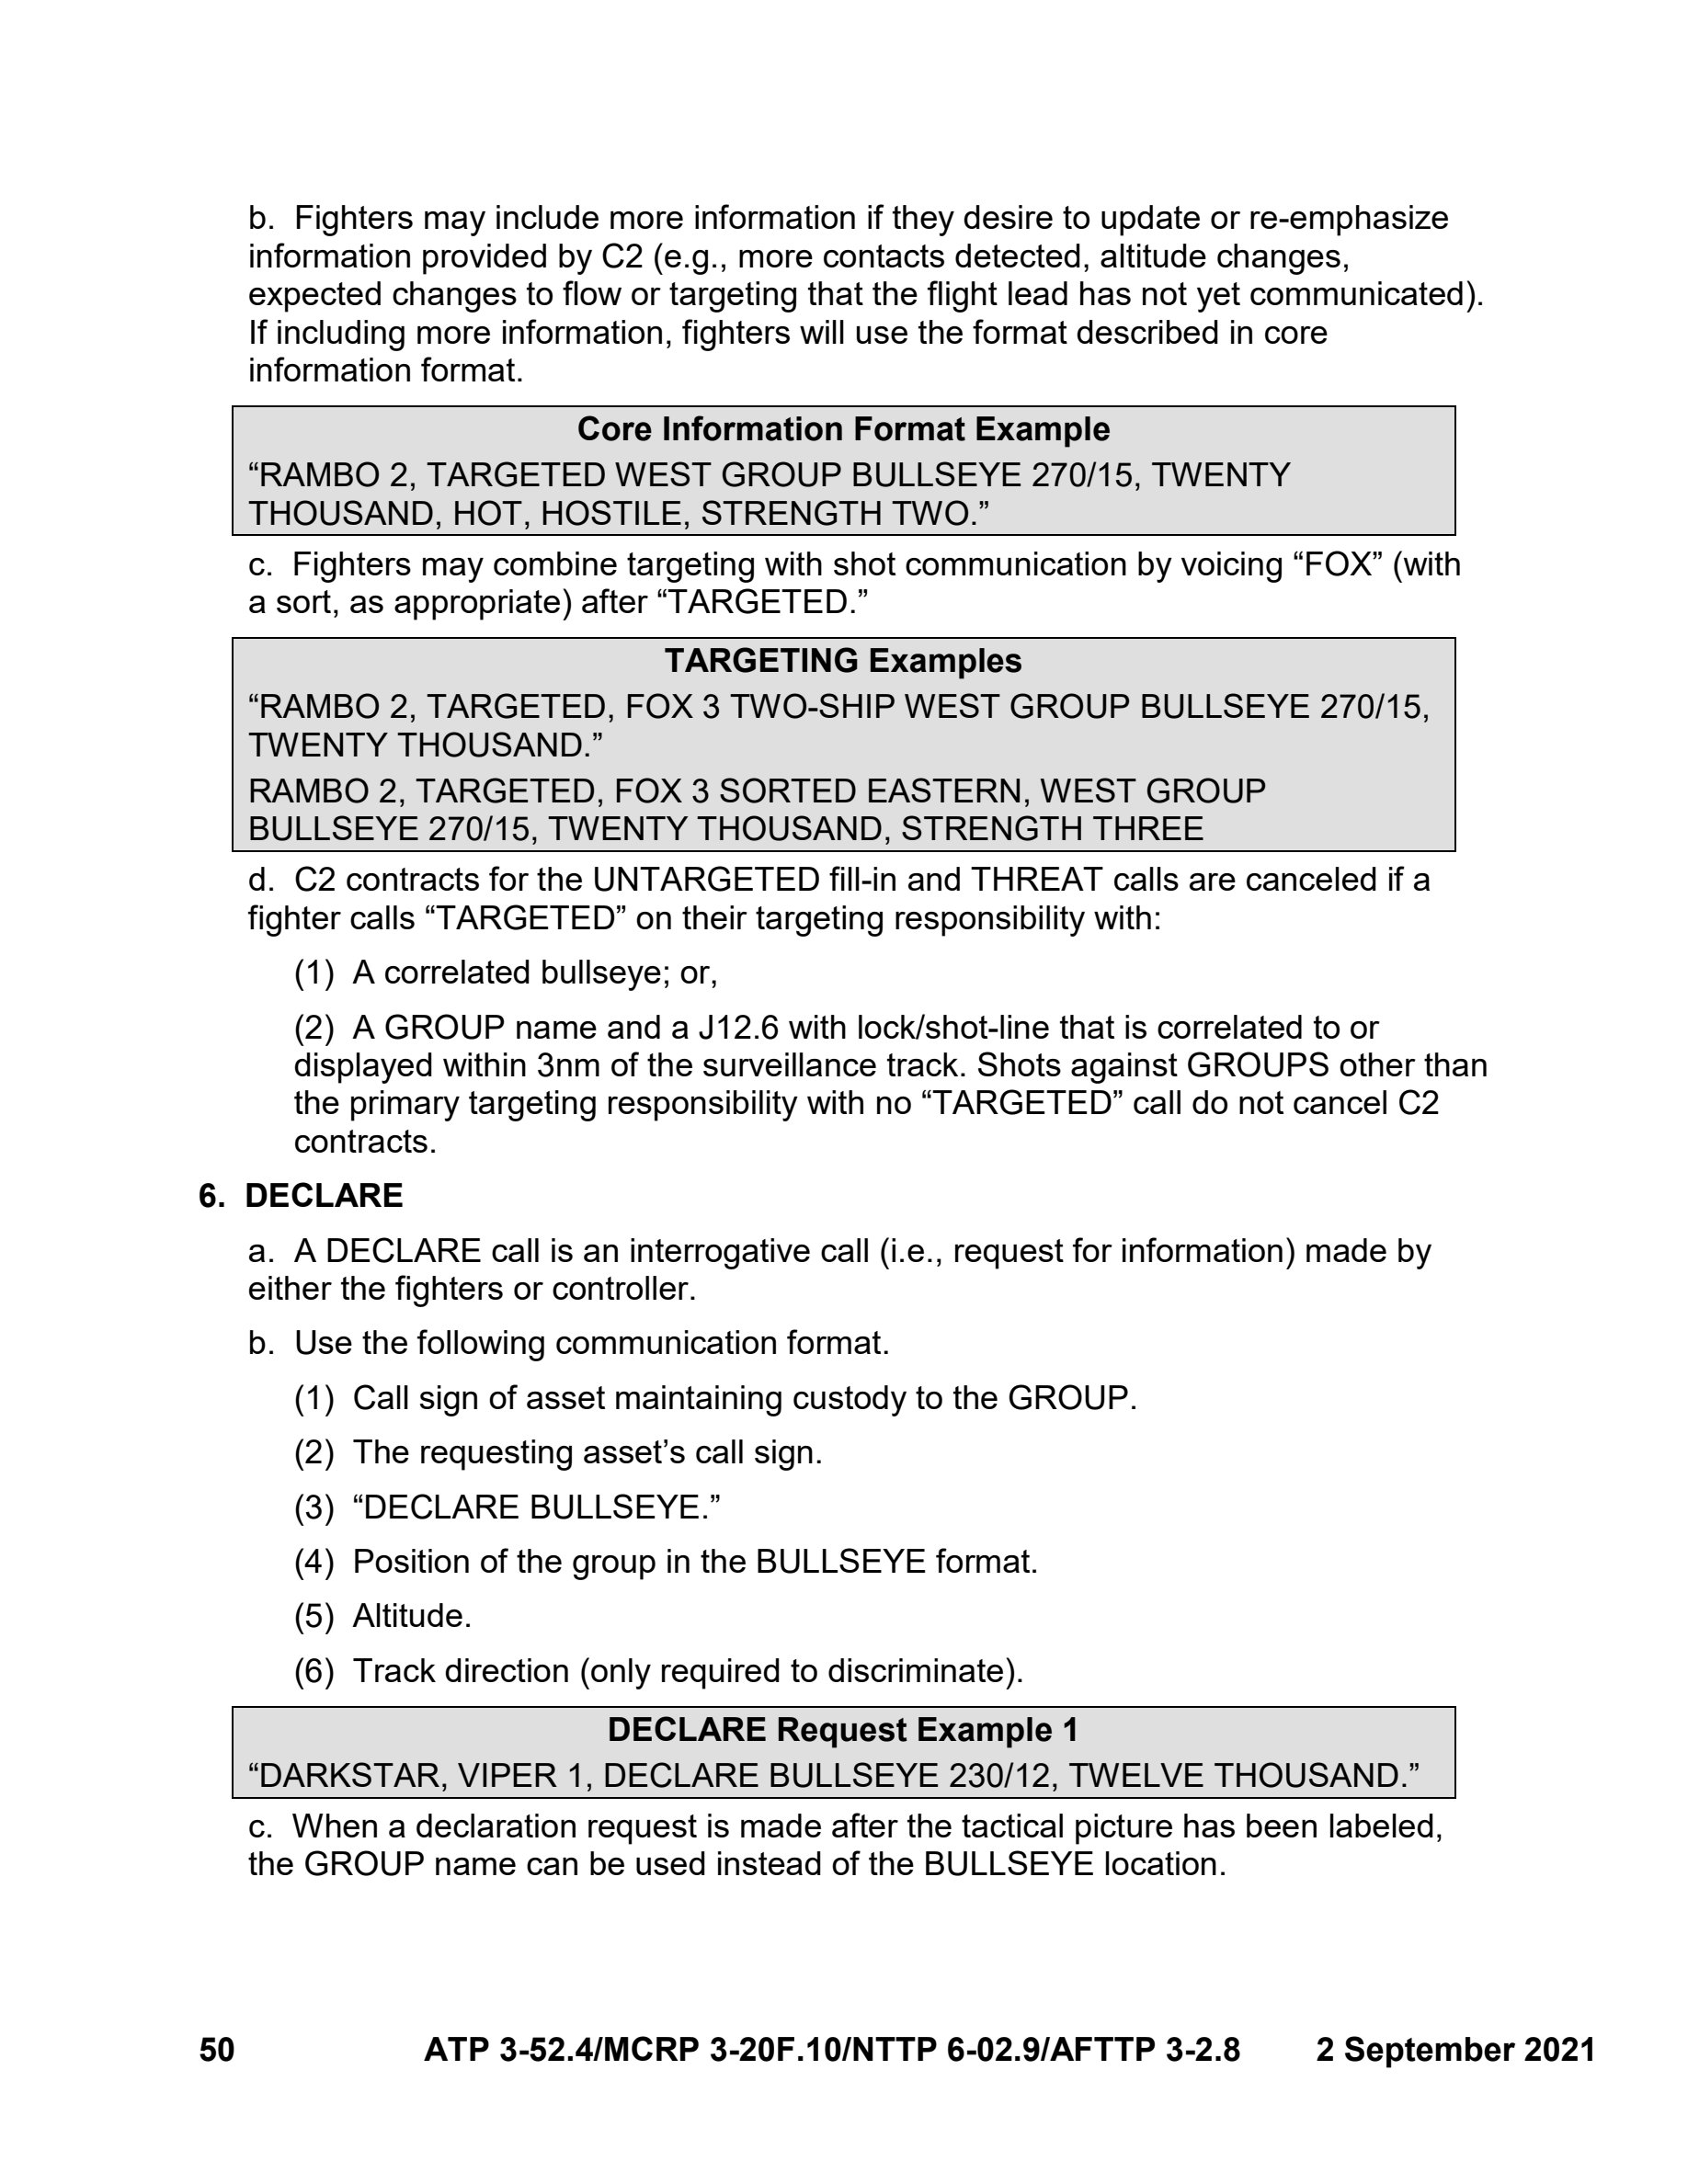 b. Fighters may include more information if they desire to update or re-emphasize
information provided by C2 (e.g., more contacts detected, altitude changes,
expected changes to flow or targeting that the flight lead has not yet communicated).
If including more information, fighters will use the format described in core
information format.
Core Information Format Example
“RAMBO 2, TARGETED WEST GROUP BULLSEYE 270/15, TWENTY
THOUSAND, HOT, HOSTILE, STRENGTH TWO.”
c. Fighters may combine targeting with shot communication by voicing “FOX” (with
a sort, as appropriate) after “TARGETED.”
TARGETING Examples
“RAMBO 2, TARGETED, FOX 3 TWO-SHIP WEST GROUP BULLSEYE 270/15,
TWENTY THOUSAND.”
RAMBO 2, TARGETED, FOX 3 SORTED EASTERN, WEST GROUP
BULLSEYE 270/15, TWENTY THOUSAND, STRENGTH THREE
d. C2 contracts for the UNTARGETED fill-in and THREAT calls are canceled if a
fighter calls “TARGETED” on their targeting responsibility with:
(1) A correlated bullseye; or,
(2) A GROUP name and a J12.6 with lock/shot-line that is correlated to or
displayed within 3nm of the surveillance track. Shots against GROUPS other than
the primary targeting responsibility with no “TARGETED” call do not cancel C2
contracts.
6. DECLARE
a. A DECLARE call is an interrogative call (i.e., request for information) made by
either the fighters or controller.
b. Use the following communication format.
(1) Call sign of asset maintaining custody to the GROUP.
(2) The requesting asset’s call sign.
(3) “DECLARE BULLSEYE.”
(4) Position of the group in the BULLSEYE format.
(5) Altitude.
(6) Track direction (only required to discriminate).
DECLARE Request Example 1
“DARKSTAR, VIPER 1, DECLARE BULLSEYE 230/12, TWELVE THOUSAND.”
c. When a declaration request is made after the tactical picture has been labeled,
the GROUP name can be used instead of the BULLSEYE location.
50 ATP 3-52.4/MCRP 3-20F.10/NTTP 6-02.9/AFTTP 3-2.8 2 September 2021